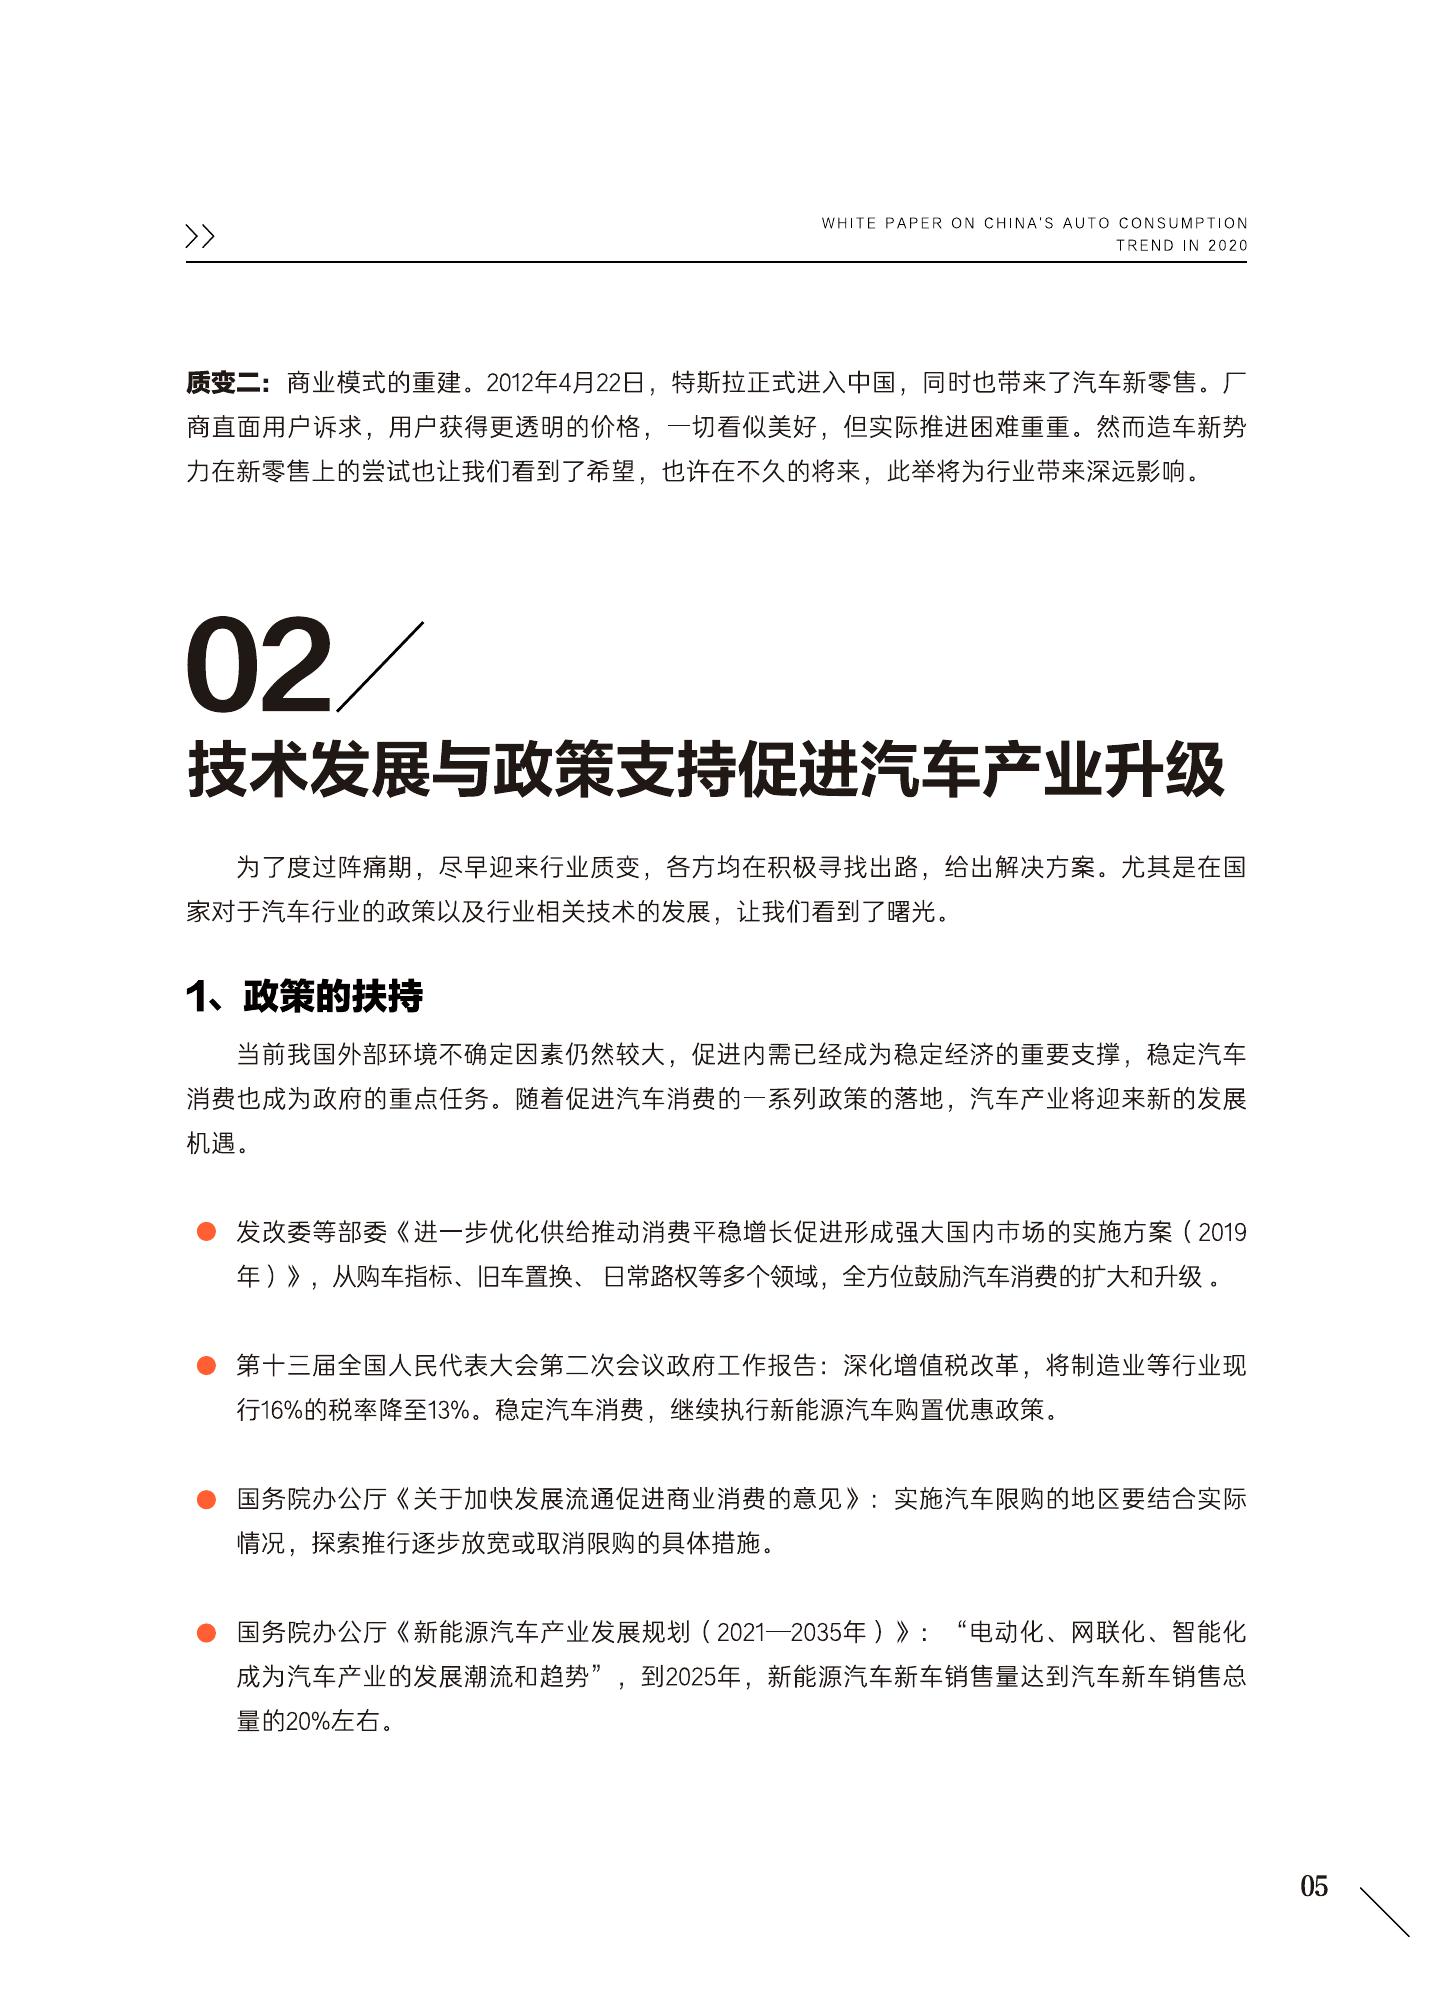 WHITE PAPER ON CHINA'S AUTO CONSUMPTION
TREND IN 2020
质变二：商业模式的重建。2012年4月22日，特斯拉正式进入中国，同时也带来了汽车新零售。厂
商直面用户诉求，用户获得更透明的价格，一切看似美好，但实际推进困难重重。然而造车新势
力在新零售上的尝试也让我们看到了希望，也许在不久的将来，此举将为行业带来深远影响。
02
技术发展与政策支持促进汽车产业升级
为了度过阵痛期，尽早迎来行业质变，各方均在积极寻找出路，给出解决方案。尤其是在国
家对于汽车行业的政策以及行业相关技术的发展，让我们看到了曙光。
1、政策的扶持
当前我国外部环境不确定因素仍然较大，促进内需已经成为稳定经济的重要支撑，稳定汽车
消费也成为政府的重点任务。随着促进汽车消费的一系列政策的落地，汽车产业将迎来新的发展
机遇。
发改委等部委《进一步优化供给推动消费平稳增长促进形成强大国内市场的实施方案（2019
年）》，从购车指标、旧车置换、 日常路权等多个领域，全方位鼓励汽车消费的扩大和升级 。
第十三届全国人民代表大会第二次会议政府工作报告：深化增值税改革，将制造业等行业现
行16%的税率降至13%。稳定汽车消费，继续执行新能源汽车购置优惠政策。
国务院办公厅《关于加快发展流通促进商业消费的意见》：实施汽车限购的地区要结合实际
情况，探索推行逐步放宽或取消限购的具体措施。
国务院办公厅《新能源汽车产业发展规划（2021—2035年）》：“电动化、网联化、智能化
成为汽车产业的发展潮流和趋势”，到2025年，新能源汽车新车销售量达到汽车新车销售总
量的20%左右。
05